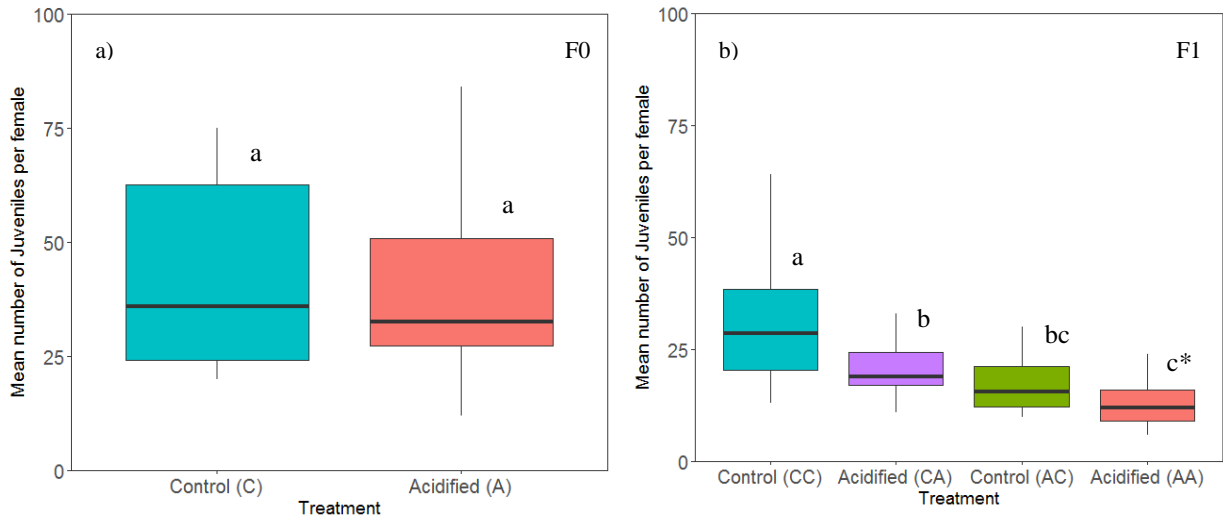 a)
F0
Mean number of Juveniles per female
100
75
50
25
0
a
a
Control (C)
Acidified (A)
Treatment
b)
F1
Mean number of Juveniles per female
100
75
50
25
0
a
b
bc
c*
Control (CC)
Acidified (CA)
Control (AC)
Acidified (AA)
Treatment